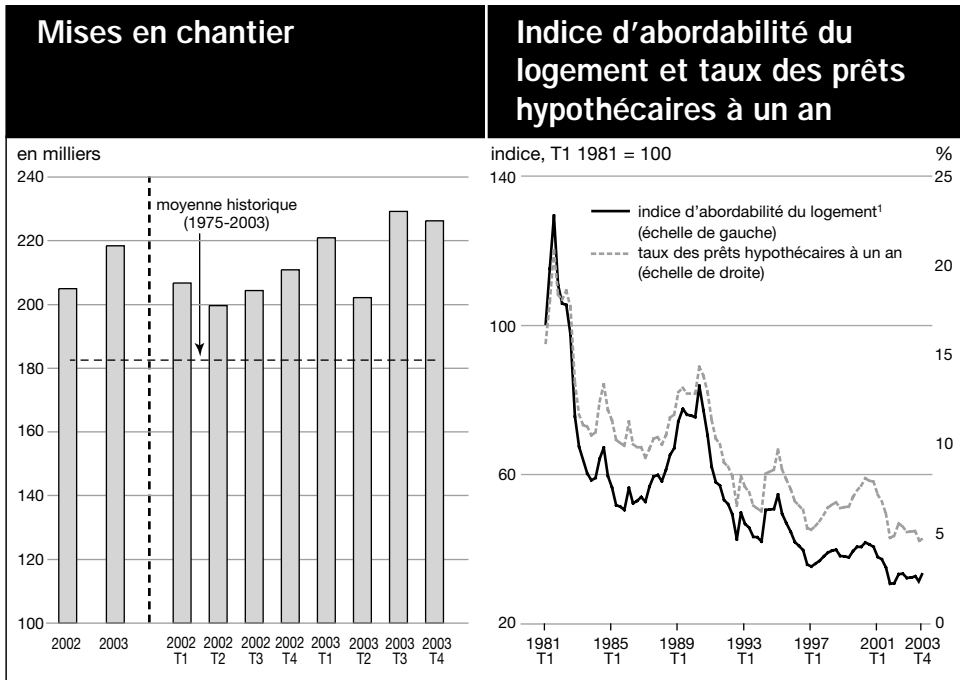 Mises en chantier
en milliers
240
220
200
180
160
140
120
100
moyenne historique
(1975-2003)
2002
2003
2002
T1
2002
T2
2002
T3
2002
T4
2003
T1
2003
T2
2003
T3
2003
T4
Indice d'abordabilité du
logement et taux des prêts
hypothécaires à un an
indice, T1 1981 = 100
%
140
100
60
20
25
20
15
10
5
0
indice d'abordabilité du logement¹
(échelle de gauche)
taux des prêts hypothécaires à un an
(échelle de droite)
1981
T1
1985
T1
1989
T1
1993
T1
1997
T1
2001
T1
2003
T4